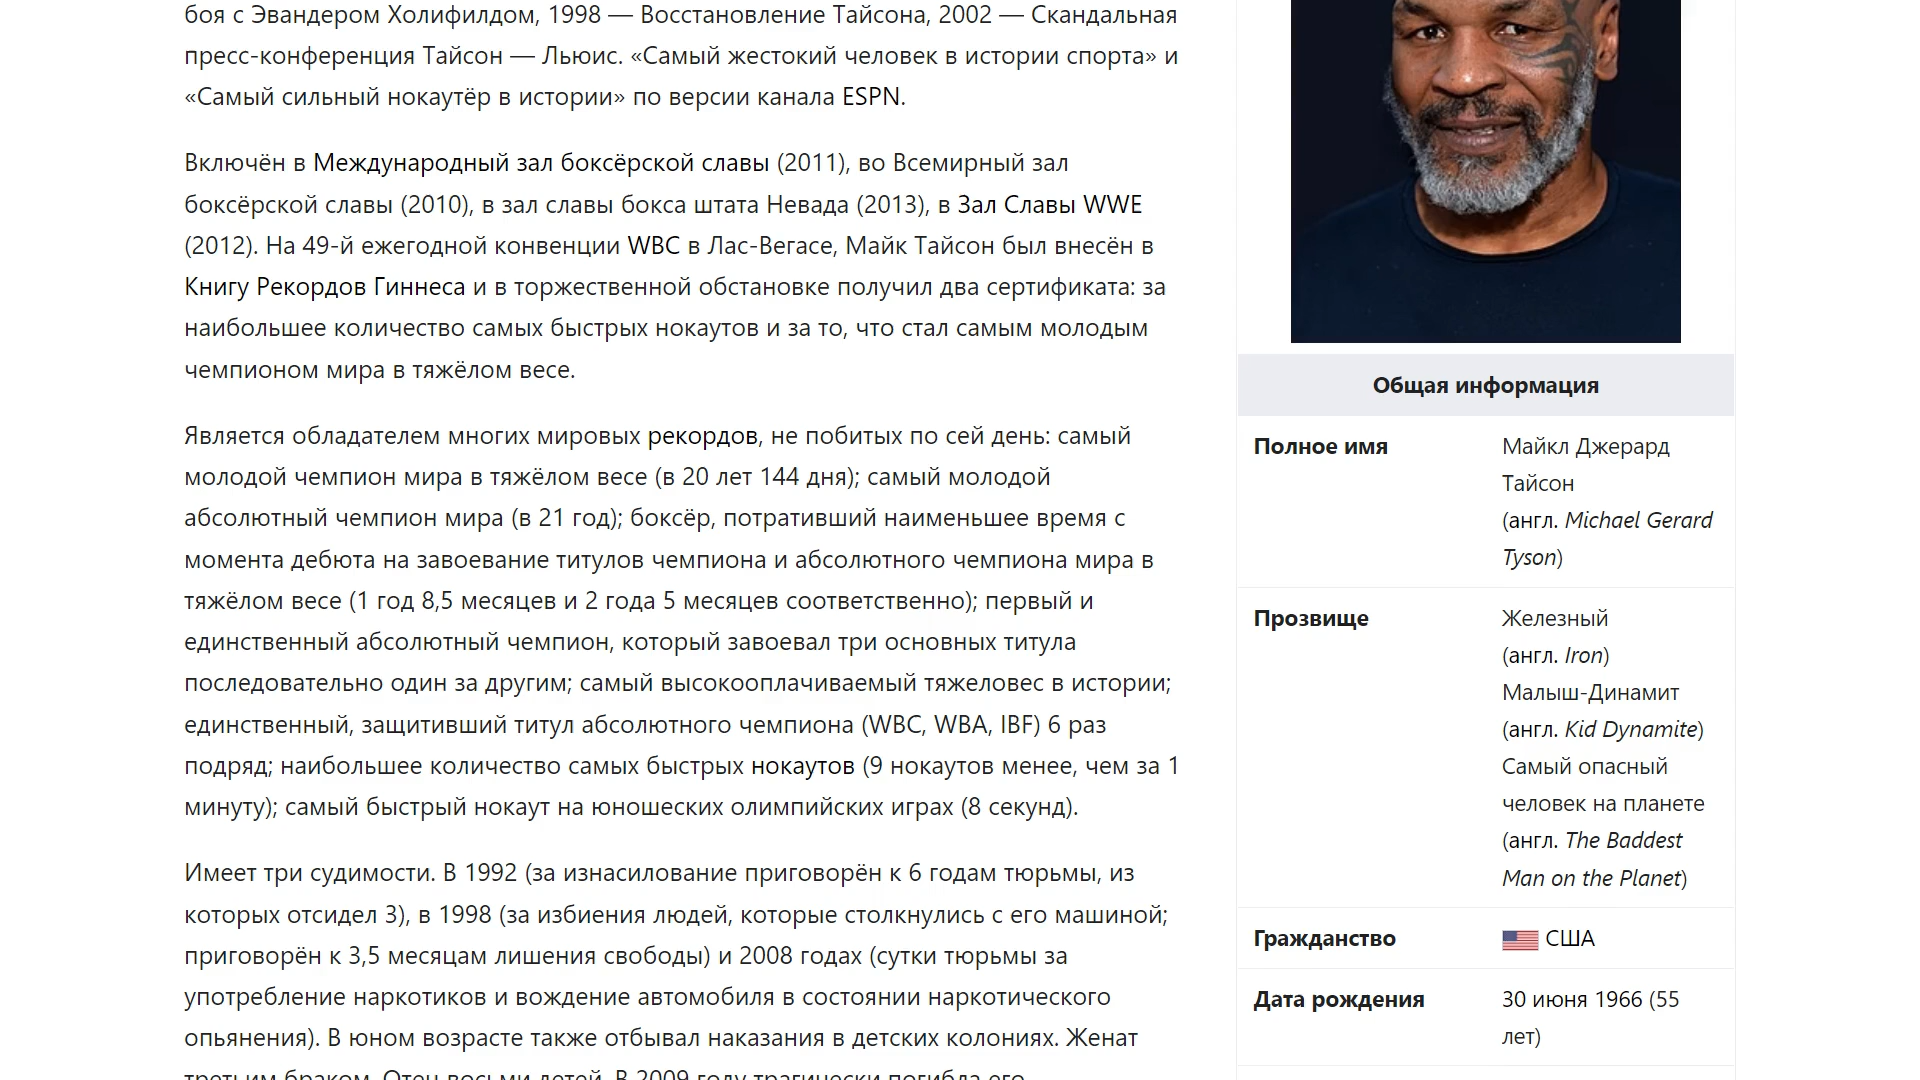 боя с Эвандером Холифилдом, 1998 — Восстановление Тайсона, 2002 — Скандальная
пресс-конференция Тайсон — Льюис. «Самый жестокий человек в истории спорта» и
«Самый сильный нокаутёр в истории» по версии канала ESPN.
Включён в Международный зал боксёрской славы (2011), во Всемирный зал
боксёрской славы (2010), в зал славы бокса штата Невада (2013), в Зал Славы WWE
(2012). На 49-й ежегодной конвенции WBC в Лас-Вегасе, Майк Тайсон был внесён в
Книгу Рекордов Гиннеса и в торжественной обстановке получил два сертификата: за
наибольшее количество самых быстрых нокаутов и за то, что стал самым молодым
чемпионом мира в тяжёлом весе.
Является обладателем многих мировых рекордов, не побитых по сей день: самый
молодой чемпион мира в тяжёлом весе (в 20 лет 144 дня); самый молодой
абсолютный чемпион мира (в 21 год); боксёр, потративший наименьшее время с
момента дебюта на завоевание титулов чемпиона и абсолютного чемпиона мира в
тяжёлом весе (1 год 8,5 месяцев и 2 года 5 месяцев соответственно); первый и
единственный абсолютный чемпион, который завоевал три основных титула
последовательно один за другим; самый высокооплачиваемый тяжеловес в истории;
единственный, защитивший титул абсолютного чемпиона (WBC, WBA, IBF) 6 раз
подряд; наибольшее количество самых быстрых нокаутов (9 нокаутов менее, чем за 1
минуту); самый быстрый нокаут на юношеских олимпийских играх (8 секунд).
Имеет три судимости. В 1992 (за изнасилование приговорён к 6 годам тюрьмы, из
которых отсидел 3), в 1998 (за избиения людей, которые столкнулись с его машиной;
приговорён к 3,5 месяцам лишения свободы) и 2008 годах (сутки тюрьмы за
употребление наркотиков и вождение автомобиля в состоянии наркотического
опьянения). В юном возрасте также отбывал наказания в детских колониях. Женат
третьим браком. Отец восьми детей. В 2009 году трагически погибла его
Общая информация
Полное имя
Майкл Джерард
Тайсон
(англ. Michael Gerard
Tyson)
Прозвище
Железный
(англ. Iron)
Малыш-Динамит
(англ. Kid Dynamite)
Самый опасный
человек на планете
(англ. The Baddest
Man on the Planet)
Гражданство
США
Дата рождения
30 июня 1966 (55
лет)